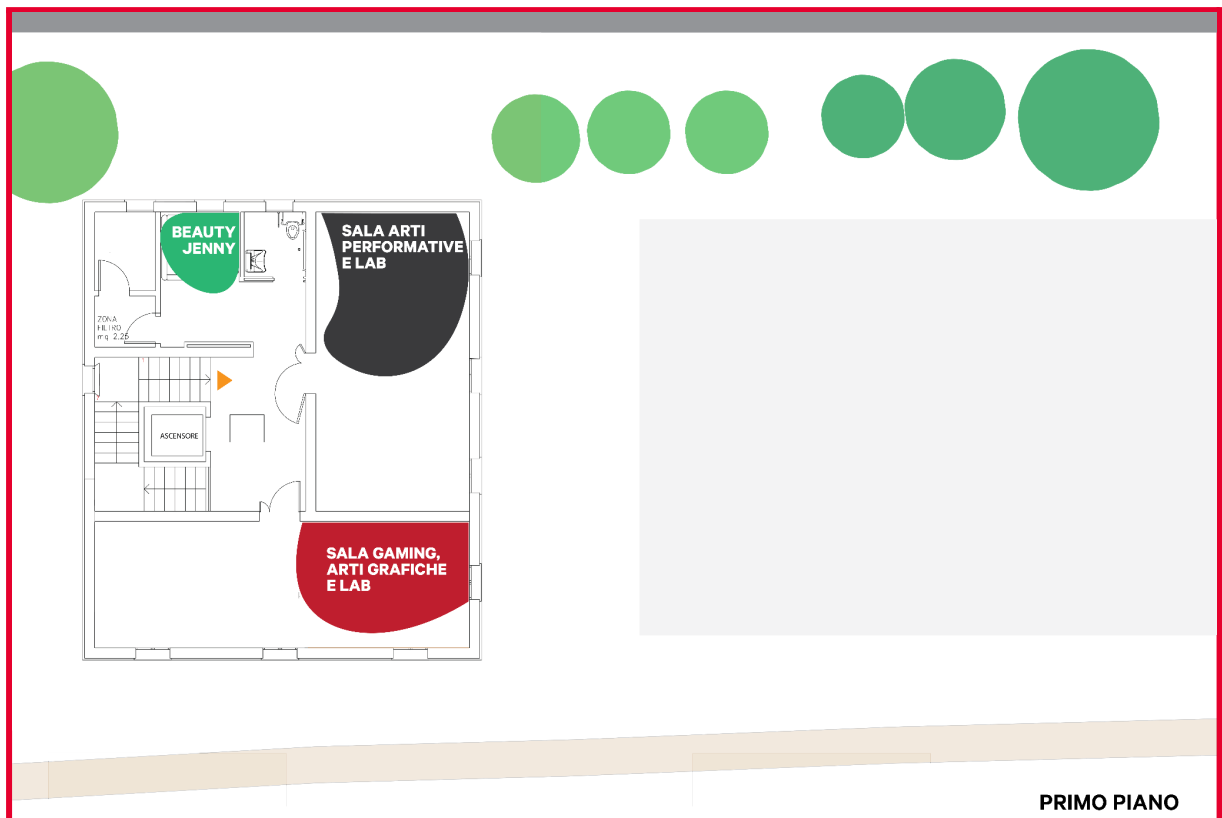 BEAUTY
JENNY
SALA ARTI
PERFORMATIVE
E LAB
ZONA
FILTRO
mq 2.25
ASCENSORE
SALA GAMING,
ARTI GRAFICHE
E LAB
PRIMO PIANO